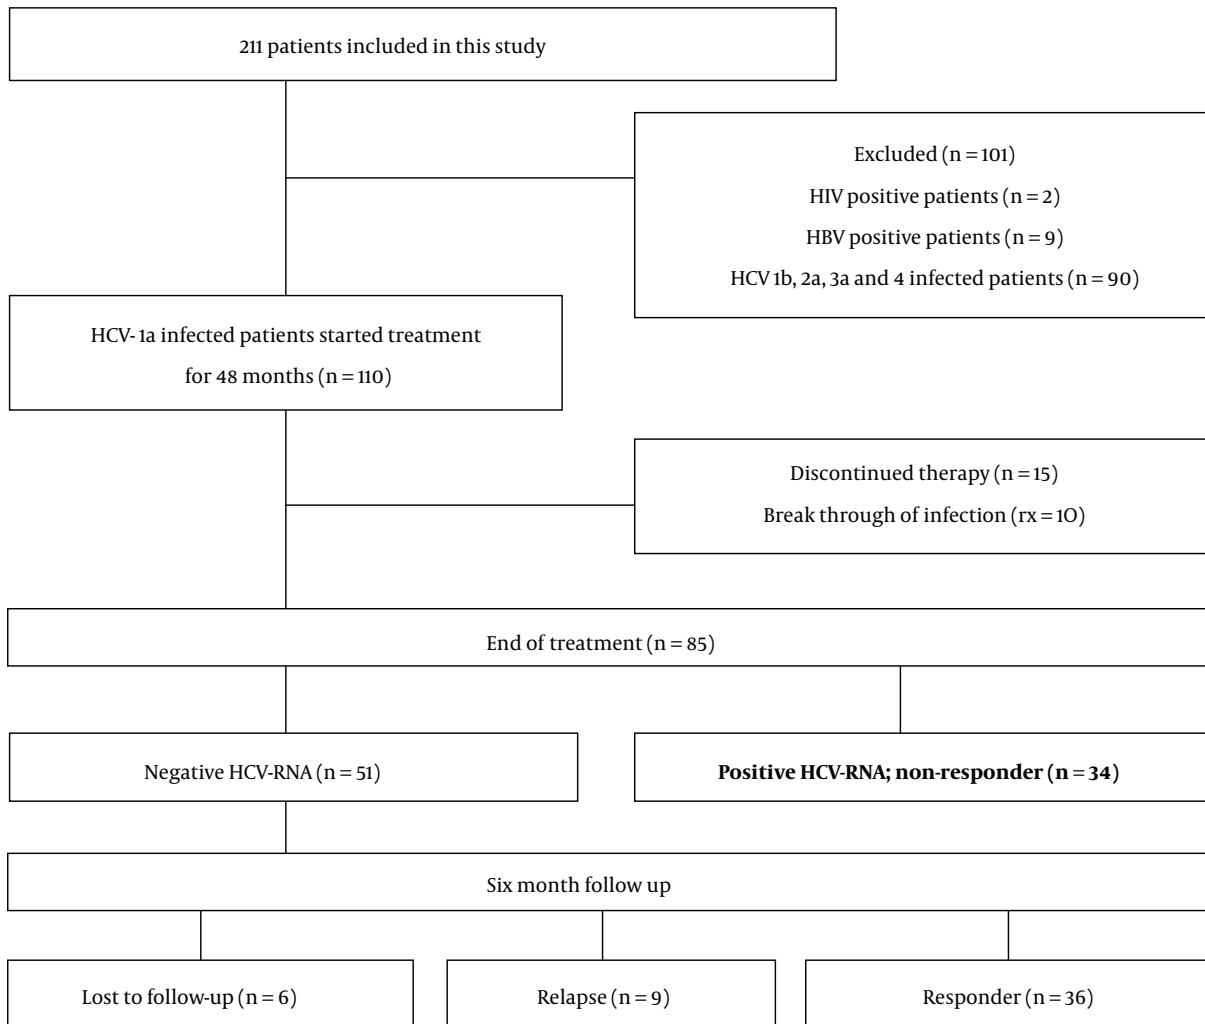 211 patients included in this study
Excluded (n = 101)
HIV positive patients (n = 2)
HBV positive patients (n = 9)
HCV 1b, 2a, 3a and 4 infected patients (n = 90)
HCV- 1a infected patients started treatment
for 48 months (n = 110)
Discontinued therapy (n = 15)
Break through of infection (rx = 1O)
End of treatment (n = 85)
Negative HCV-RNA (n = 51)
Positive HCV-RNA; non-responder (n = 34)
Six month follow up
Lost to follow-up (n = 6)
Relapse (n = 9)
Responder (n = 36)